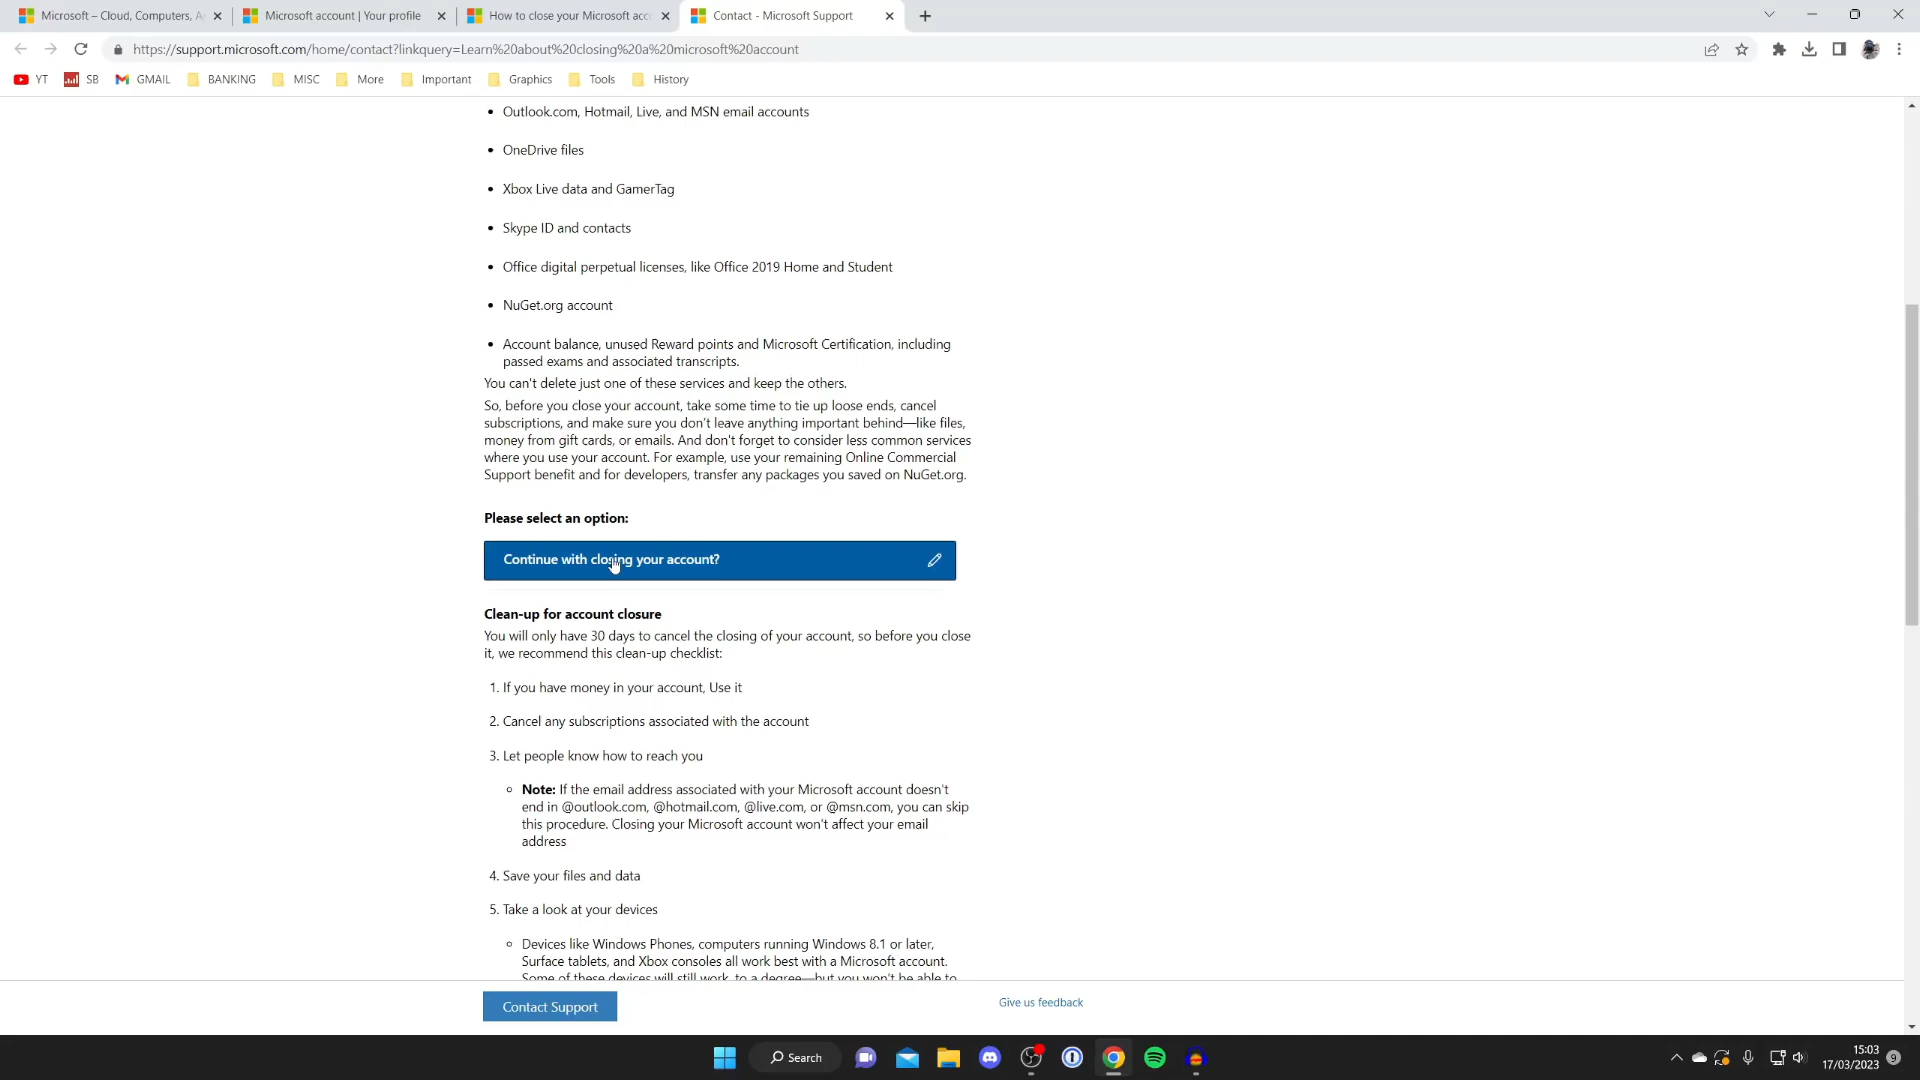 Microsoft – Cloud, Computers, A
Microsoft account | Your profile
How to close your Microsoft acc
Contact - Microsoft Support
https://support.microsoft.com/home/contact?linkquery=Learn%20about%20closing%20a%20microsoft%20account
YT
SB
GMAIL
BANKING
MISC
More
Important
Graphics
Tools
History
• Outlook.com, Hotmail, Live, and MSN email accounts
• OneDrive files
• Xbox Live data and GamerTag
• Skype ID and contacts
• Office digital perpetual licenses, like Office 2019 Home and Student
• NuGet.org account
• Account balance, unused Reward points and Microsoft Certification, including
passed exams and associated transcripts.
You can't delete just one of these services and keep the others.
So, before you close your account, take some time to tie up loose ends, cancel
subscriptions, and make sure you don't leave anything important behind—like files,
money from gift cards, or emails. And don't forget to consider less common services
where you use your account. For example, use your remaining Online Commercial
Support benefit and for developers, transfer any packages you saved on NuGet.org.
Please select an option:
Continue with closing your account?
Clean-up for account closure
You will only have 30 days to cancel the closing of your account, so before you close
it, we recommend this clean-up checklist:
1. If you have money in your account, Use it
2. Cancel any subscriptions associated with the account
3. Let people know how to reach you
Note: If the email address associated with your Microsoft account doesn't
end in @outlook.com, @hotmail.com, @live.com, or @msn.com, you can skip
this procedure. Closing your Microsoft account won't affect your email
address
4. Save your files and data
5. Take a look at your devices
Devices like Windows Phones, computers running Windows 8.1 or later,
Surface tablets, and Xbox consoles all work best with a Microsoft account.
Some of these devices will still work, to a degree—but you won't be able to
Contact Support
Give us feedback
Search
15:03
17/03/2023
9